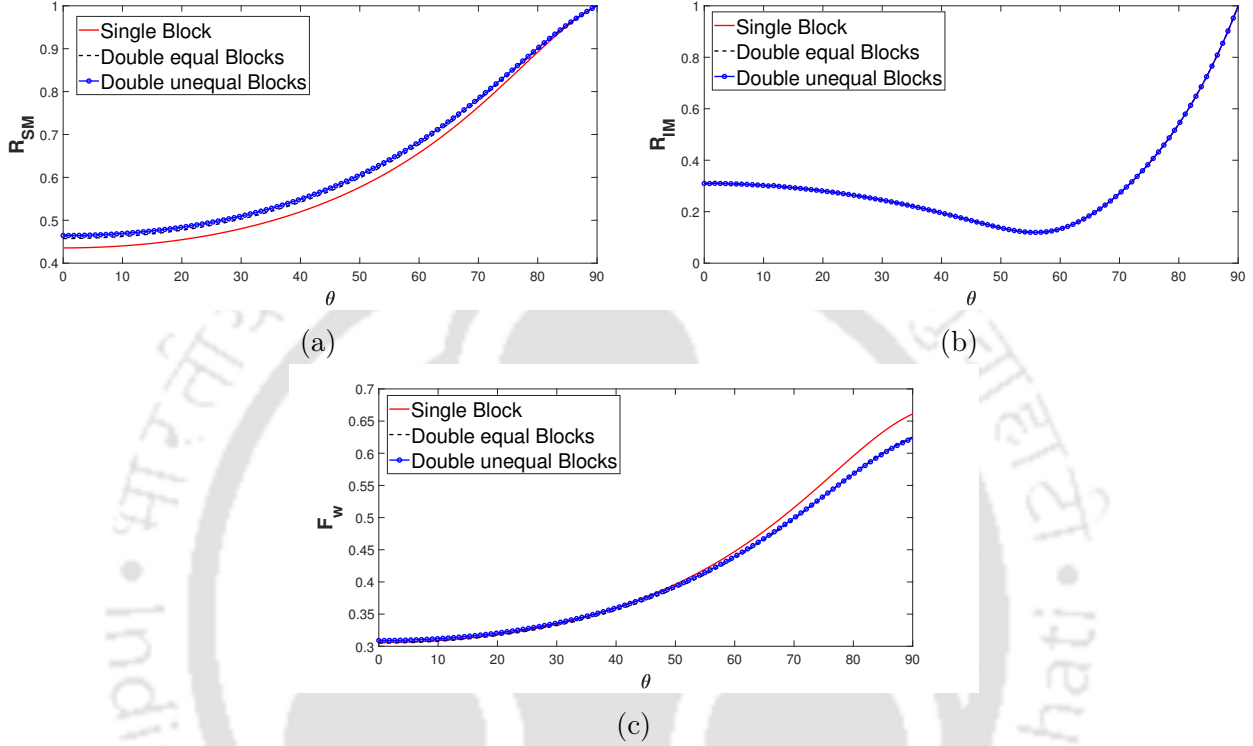 Single Block
Double equal Blocks
Double unequal Blocks
R_SM
1
0.9
0.8
0.7
0.6
0.5
0.4
0 10 20 30 40 50 60 70 80 90
θ
(a)
Single Block
Double equal Blocks
Double unequal Blocks
R_IM
1
0.8
0.6
0.4
0.2
0
0 10 20 30 40 50 60 70 80 90
θ
(b)
Single Block
Double equal Blocks
Double unequal Blocks
F_w
0.7
0.65
0.6
0.55
0.5
0.45
0.4
0.35
0.3
0 10 20 30 40 50 60 70 80 90
θ
(c)
hati